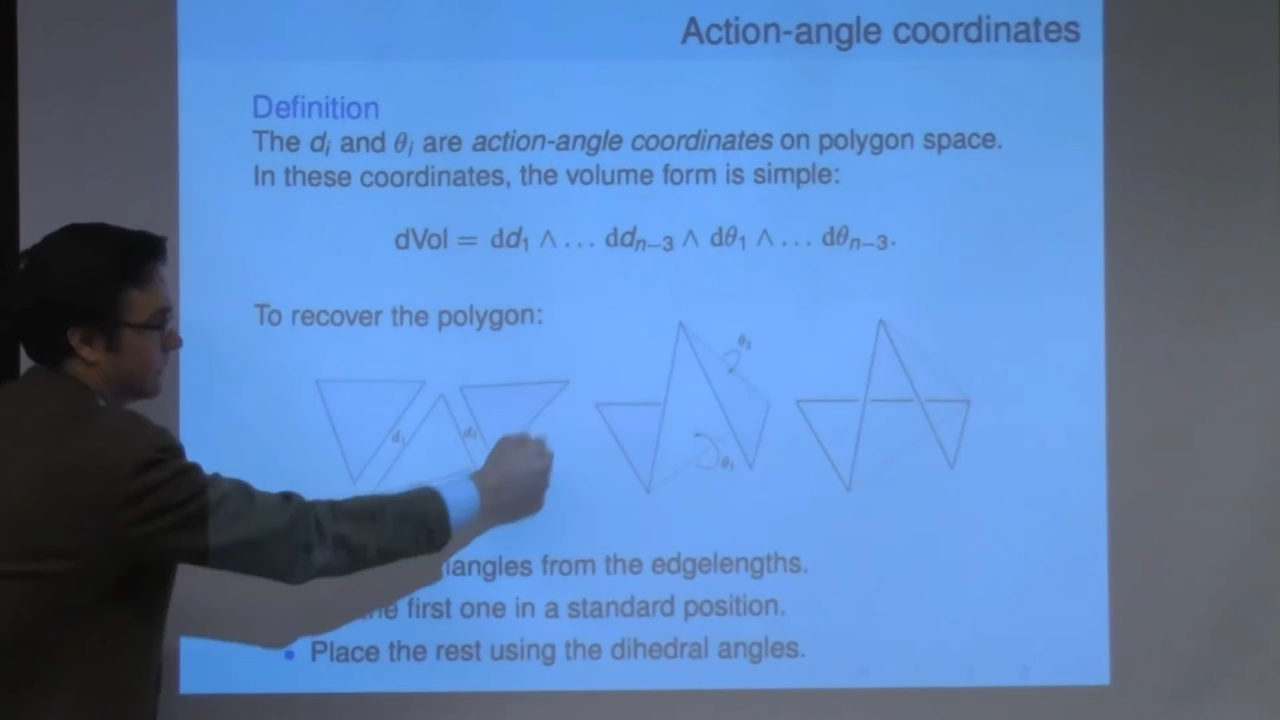 Action-angle coordinates
Definition
The dᵢ and θᵢ are action-angle coordinates on polygon space.
In these coordinates, the volume form is simple:
dVol = dd₁ ∧ … ddₙ₋₃ ∧ dθ₁ ∧ … dθₙ₋₃.
To recover the polygon:
θ₂
d₁ d₂
θ₁
from the edgelengths.
first one in a standard position.
• Place the rest using the dihedral angles.